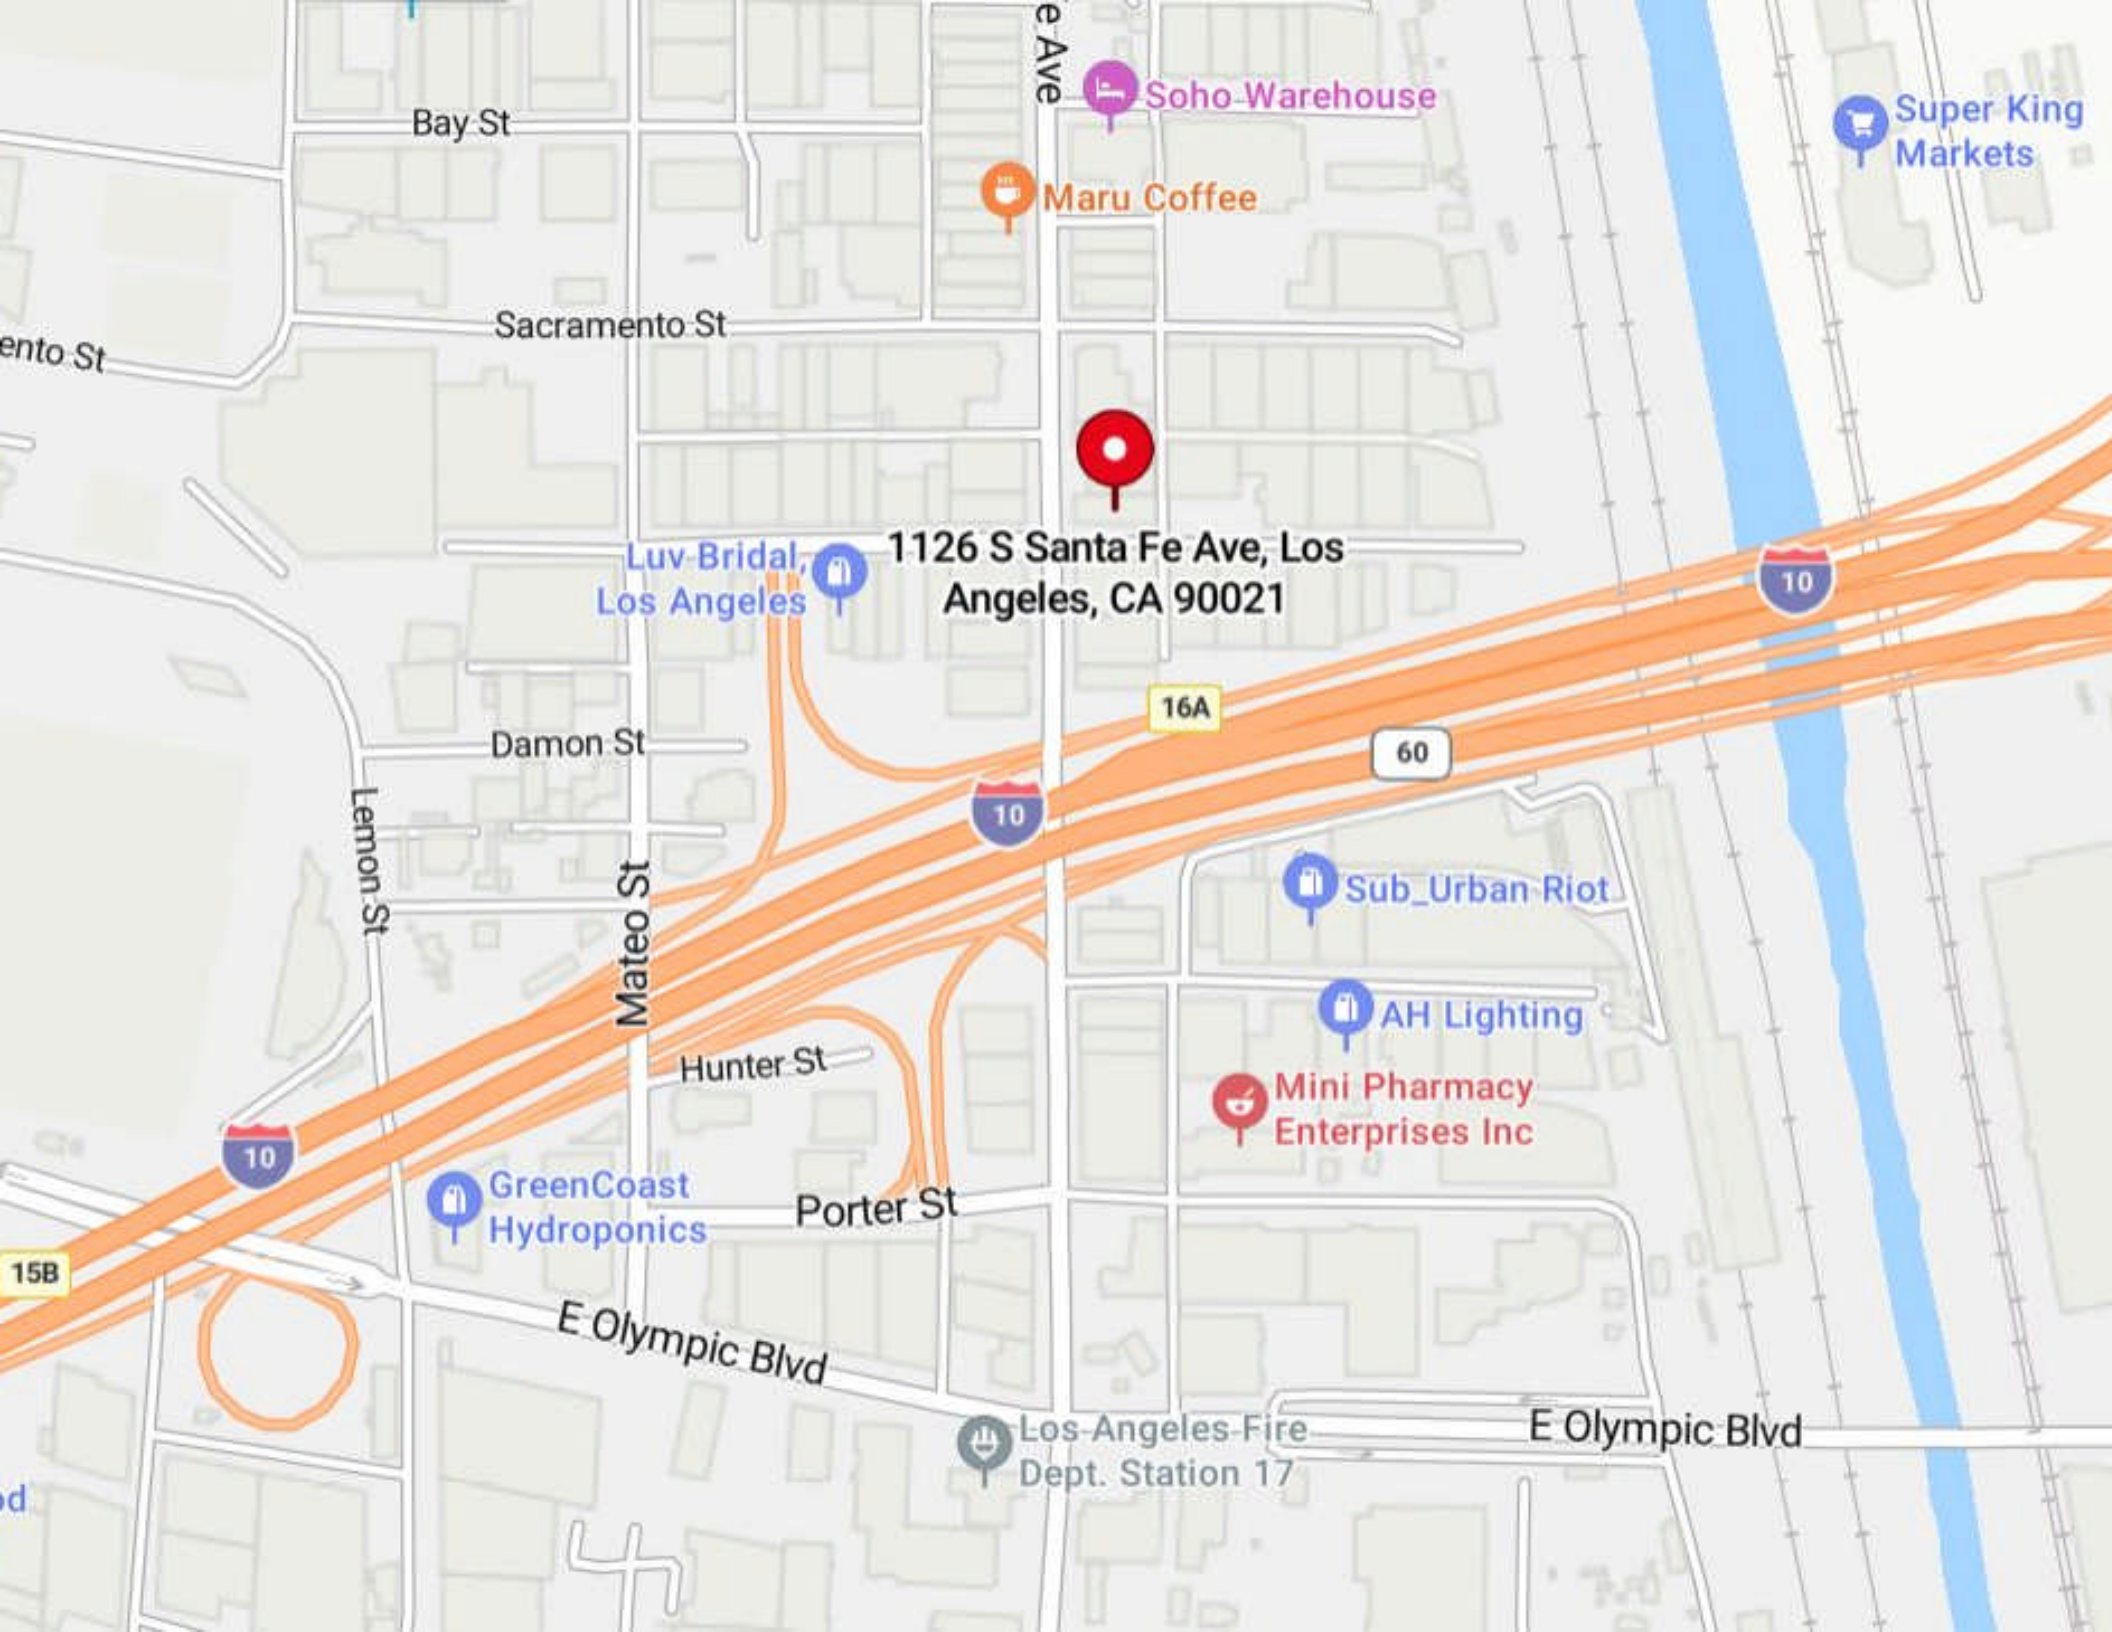 e Ave
Soho Warehouse
Super King
Markets
Bay St
Maru Coffee
Sacramento St
ento St
Luv Bridal,
Los Angeles
1126 S Santa Fe Ave, Los
Angeles, CA 90021
10
16A
Damon St
60
10
Lemon St
Mateo St
Sub_Urban Riot
AH Lighting
Hunter St
Mini Pharmacy
Enterprises Inc
10
GreenCoast
Hydroponics
Porter St
15B
E Olympic Blvd
Los Angeles Fire
Dept. Station 17
E Olympic Blvd
od